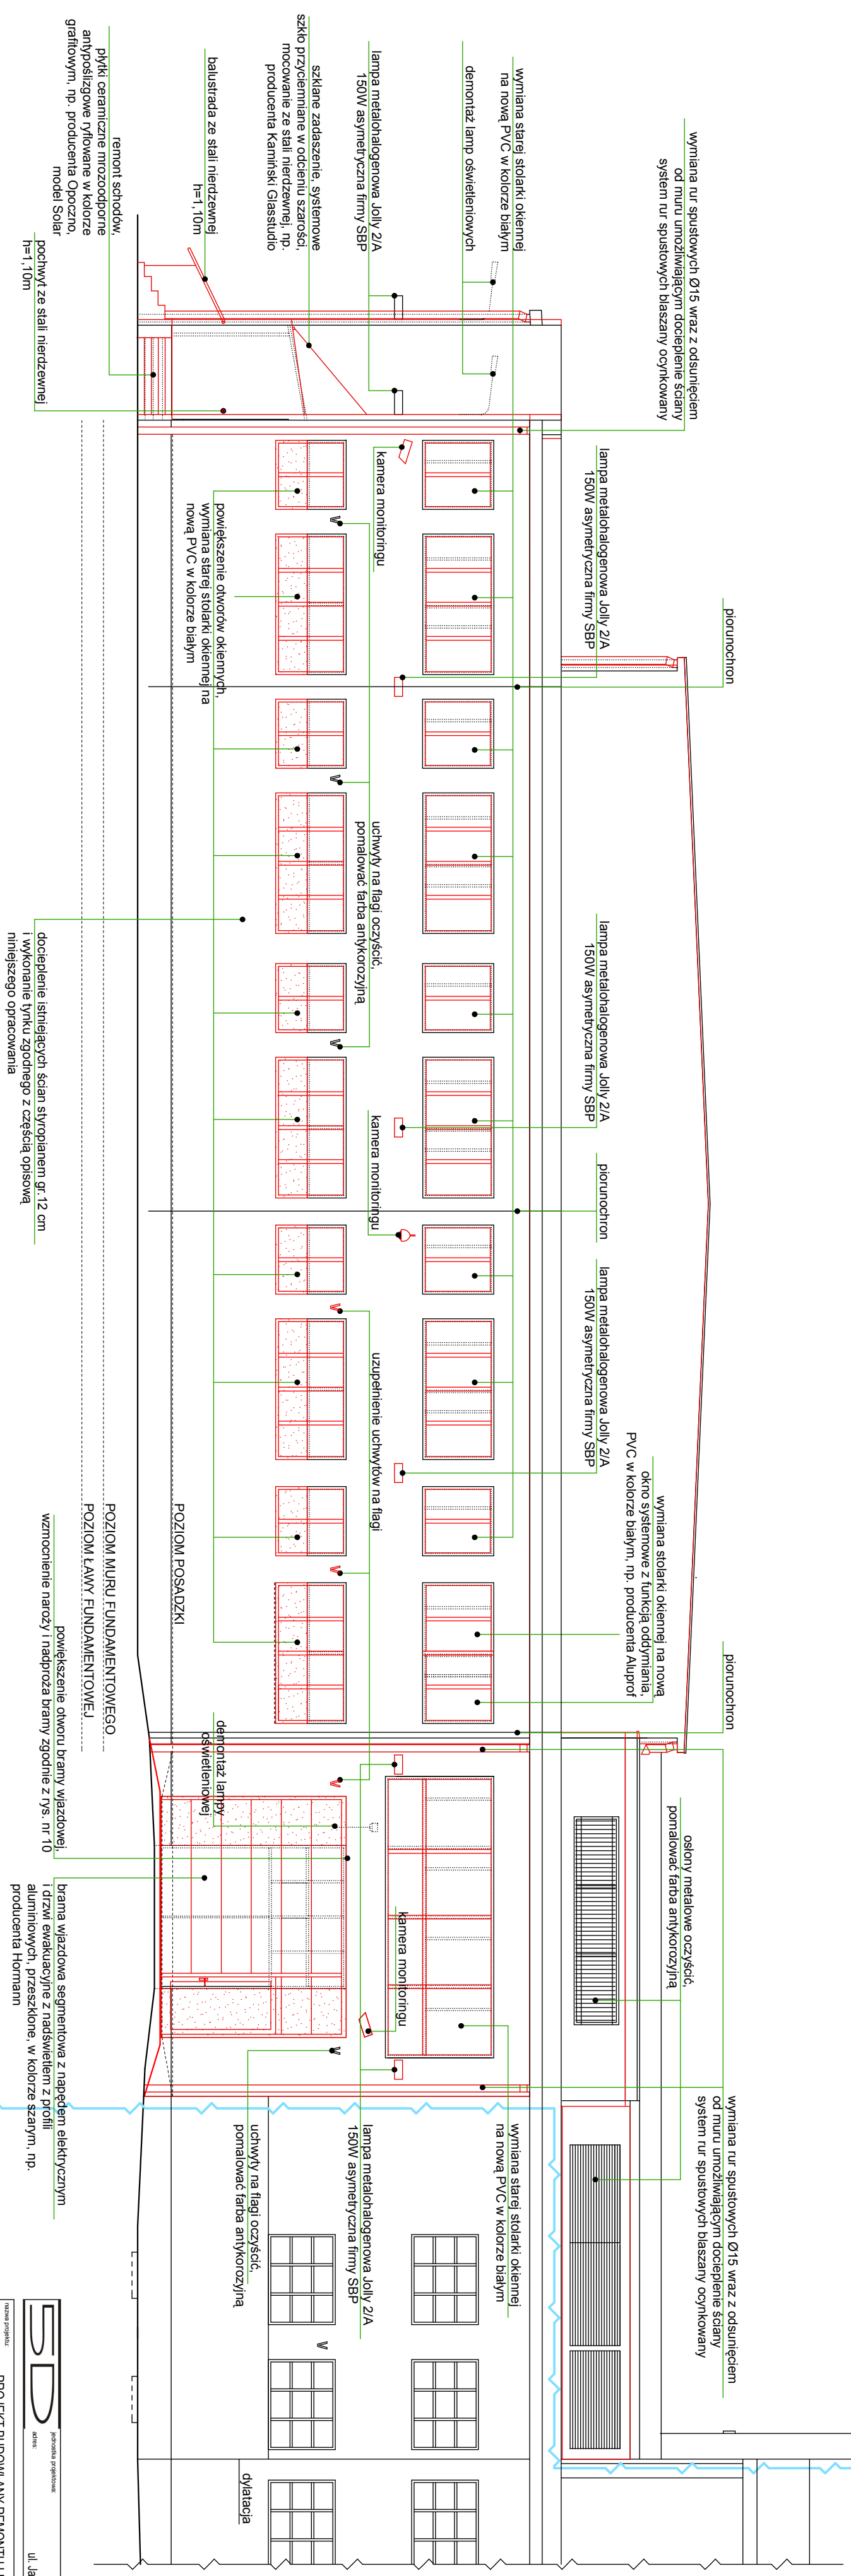 wymiana rur spustowych Ø15 wraz z odsunięciem
od muru umożliwiającym docieplenie ściany
system rur spustowych blaszany ocynkowany
wymiana starej stolarki okiennej
na nową PVC w kolorze białym
demontaż lamp oświetleniowych
lampa metalohalogenowa Jolly 2/A
150W asymetryczna firmy SBP
szklane zadaszenie, systemowe
szkło przyciemniane w odcieniu szarości,
mocowanie ze stali nierdzewnej, np.
producenta Kamiński Glasstudio
balustrada ze stali nierdzewnej
h=1,10m
remont schodów,
płytki ceramiczne mrozoodporne
antypoślizgowe ryflowane w kolorze
grafitowym, np. producenta Opoczno,
model Solar
pochwyt ze stali nierdzewnej
h=1,10m
lampa metalohalogenowa Jolly 2/A
150W asymetryczna firmy SBP
kamera monitoringu
powiększenie otworów okiennych,
wymiana starej stolarki okiennej na
nową PVC w kolorze białym
piorunochron
uchwyty na flagi oczyścić,
pomalować farba antykorozyjną
docieplenie istniejących ścian styropianem gr.12 cm
i wykonanie tynku zgodnego z częścią opisową
niniejszego opracowania
lampa metalohalogenowa Jolly 2/A
150W asymetryczna firmy SBP
kamera monitoringu
piorunochron
lampa metalohalogenowa Jolly 2/A
150W asymetryczna firmy SBP
uzupełnienie uchwytów na flagi
wymiana stolarki okiennej na nową
okno systemowe z funkcją oddymiania,
PVC w kolorze białym, np. producenta Aluprof
POZIOM POSADZKI
POZIOM MURU FUNDAMENTOWEGO
POZIOM ŁAWY FUNDAMENTOWEJ
powiększenie otworu bramy wjazdowej,
wzmocnienie naroży i nadproża bramy zgodnie z rys. nr 10
piorunochron
demontaż lampy
oświetleniowej
osłony metalowe oczyścić,
pomalować farba antykorozyjną
kamera monitoringu
brama wjazdowa segmentowa z napędem elektrycznym
i drzwi ewakuacyjne z nadświetlem z profili
aluminiowych, przeszklone, w kolorze szarym, np.
producenta Hormann
wymiana rur spustowych Ø15 wraz z odsunięciem
od muru umożliwiającym docieplenie ściany
system rur spustowych blaszany ocynkowany
wymiana starej stolarki okiennej
na nową PVC w kolorze białym
lampa metalohalogenowa Jolly 2/A
150W asymetryczna firmy SBP
uchwyty na flagi oczyścić,
pomalować farba antykorozyjną
dylatacja
5D
jednostka projektowa:
adres:
ul. Ja
nazwa projektu: